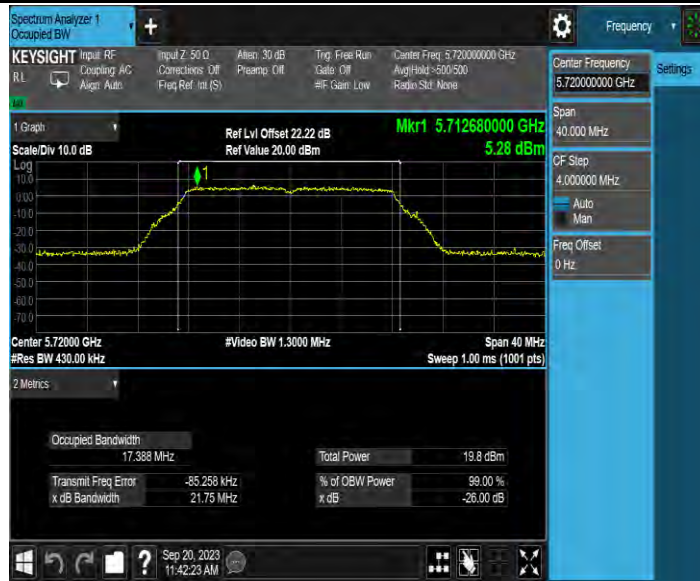 Spectrum Analyzer 1
Occupied BW
Frequency
KEYSIGHT Input: RF
Coupling: AC
Align: Auto
RL
Input Z: 50 Ω
Corrections: Off
Freq Ref: Int (S)
Atten: 30 dB
Preamp: Off
Trig: Free Run
Gate: Off
#IF Gain: Low
Center Freq: 5.720000000 GHz
Avg|Hold:>500/500
Radio Std: None
Center Frequency
5.720000000 GHz
Settings
Span
40.000 MHz
CF Step
4.000000 MHz
Auto
Man
Freq Offset
0 Hz
1 Graph
Scale/Div 10.0 dB
Ref Lvl Offset 22.22 dB
Ref Value 20.00 dBm
Mkr1 5.712680000 GHz
5.28 dBm
Log
10.0
0.00
-10.0
-20.0
-30.0
-40.0
-50.0
-60.0
-70.0
1
Center 5.72000 GHz
#Res BW 430.00 kHz
#Video BW 1.3000 MHz
Span 40 MHz
Sweep 1.00 ms (1001 pts)
2 Metrics
Occupied Bandwidth
17.388 MHz
Total Power 19.8 dBm
Transmit Freq Error -85.258 kHz
% of OBW Power 99.00 %
x dB Bandwidth 21.75 MHz
x dB -26.00 dB
?
Sep 20, 2023
11:42:23 AM